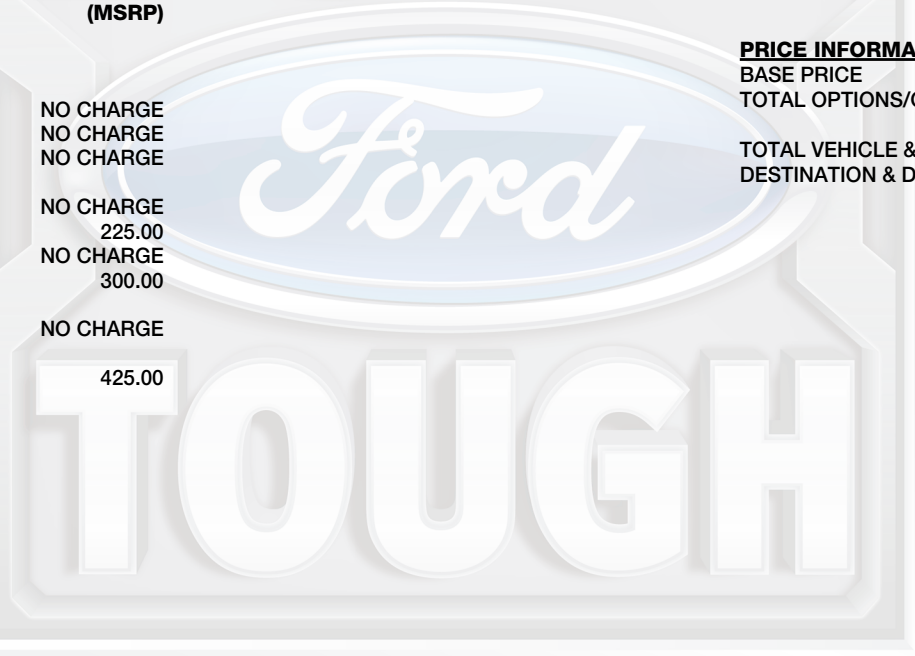 (MSRP)
NO CHARGE
NO CHARGE
NO CHARGE
NO CHARGE
225.00
NO CHARGE
300.00
NO CHARGE
425.00
PRICE INFORMA
BASE PRICE
TOTAL OPTIONS/
TOTAL VEHICLE &
DESTINATION & D
Ford
TOUGH